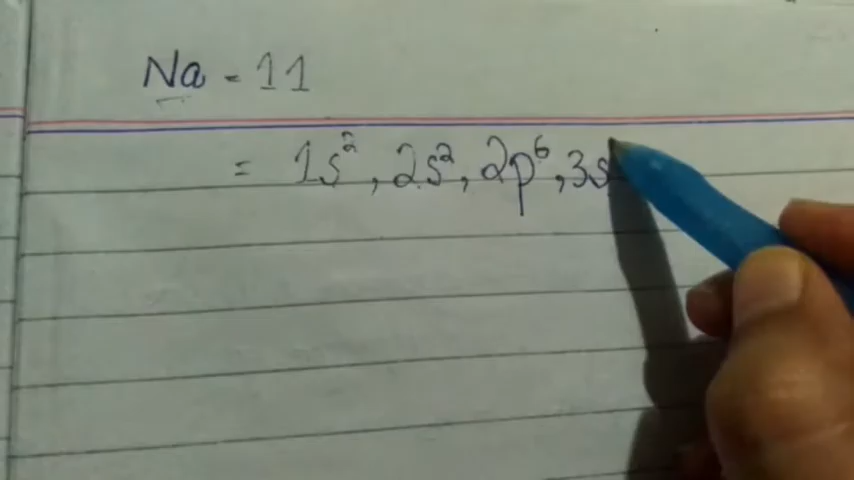 Na - 11
= 1s², 2s², 2p⁶, 3s